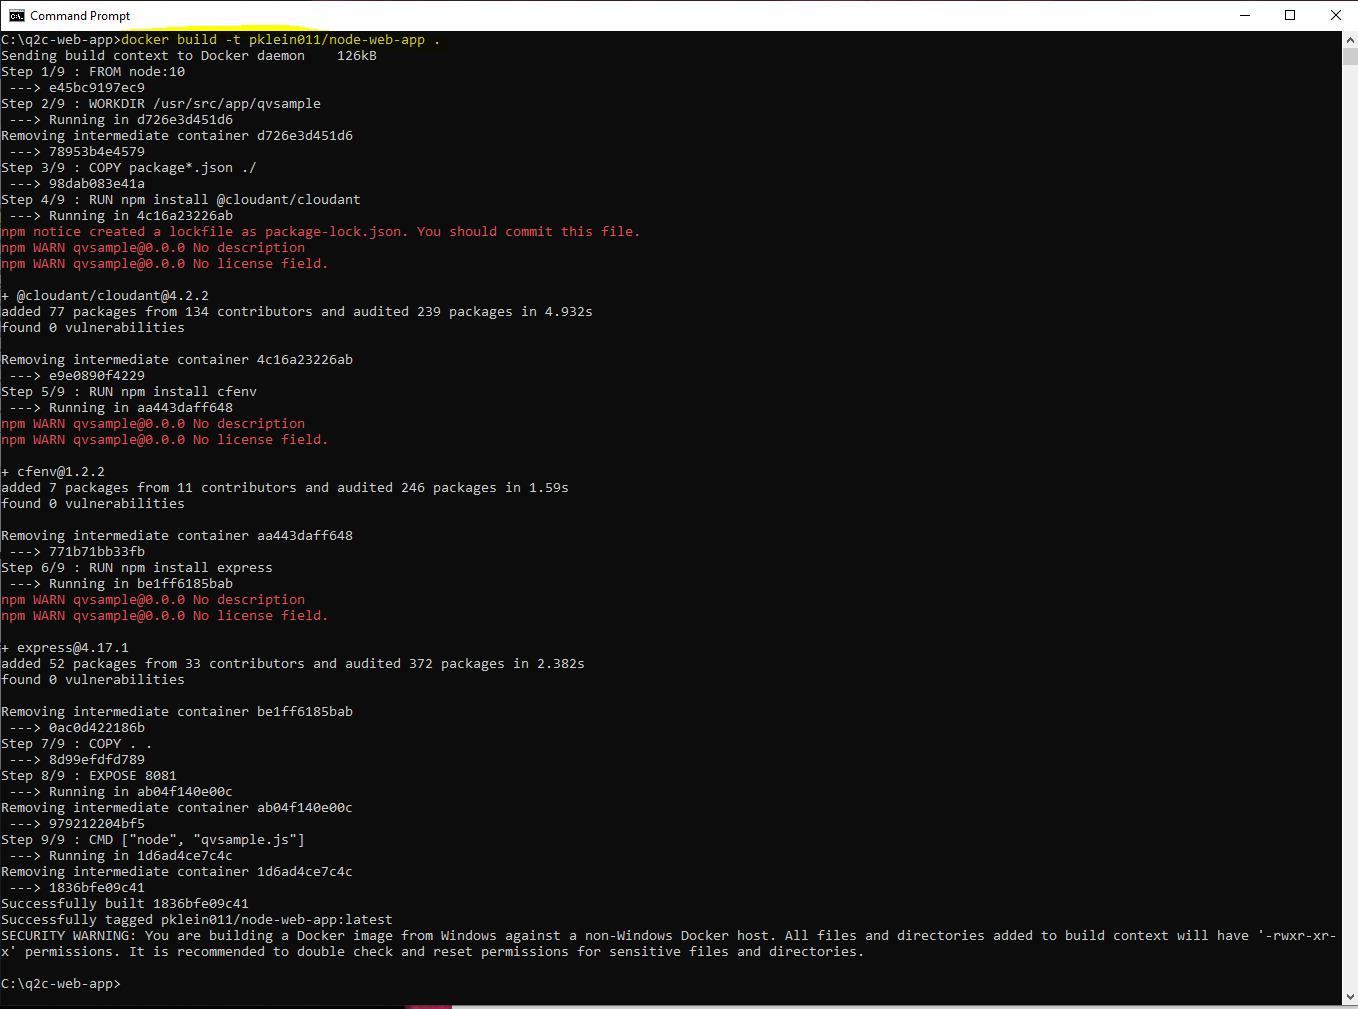 Command Prompt
C:\q2c-web-app>docker build -t pklein011/node-web-app .
Sending build context to Docker daemon    126kB
Step 1/9 : FROM node:10
 ---> e45bc9197ec9
Step 2/9 : WORKDIR /usr/src/app/qvsample
 ---> Running in d726e3d451d6
Removing intermediate container d726e3d451d6
 ---> 78953b4e4579
Step 3/9 : COPY package*.json ./
 ---> 98dab083e41a
Step 4/9 : RUN npm install @cloudant/cloudant
 ---> Running in 4c16a23226ab
npm notice created a lockfile as package-lock.json. You should commit this file.
npm WARN qvsample@0.0.0 No description
npm WARN qvsample@0.0.0 No license field.
+ @cloudant/cloudant@4.2.2
added 77 packages from 134 contributors and audited 239 packages in 4.932s
found 0 vulnerabilities
Removing intermediate container 4c16a23226ab
 ---> e9e0890f4229
Step 5/9 : RUN npm install cfenv
 ---> Running in aa443daff648
npm WARN qvsample@0.0.0 No description
npm WARN qvsample@0.0.0 No license field.
+ cfenv@1.2.2
added 7 packages from 11 contributors and audited 246 packages in 1.59s
found 0 vulnerabilities
Removing intermediate container aa443daff648
 ---> 771b71bb33fb
Step 6/9 : RUN npm install express
 ---> Running in be1ff6185bab
npm WARN qvsample@0.0.0 No description
npm WARN qvsample@0.0.0 No license field.
+ express@4.17.1
added 52 packages from 33 contributors and audited 372 packages in 2.382s
found 0 vulnerabilities
Removing intermediate container be1ff6185bab
 ---> 0ac0d422186b
Step 7/9 : COPY . .
 ---> 8d99efdfd789
Step 8/9 : EXPOSE 8081
 ---> Running in ab04f140e00c
Removing intermediate container ab04f140e00c
 ---> 979212204bf5
Step 9/9 : CMD ["node", "qvsample.js"]
 ---> Running in 1d6ad4ce7c4c
Removing intermediate container 1d6ad4ce7c4c
 ---> 1836bfe09c41
Successfully built 1836bfe09c41
Successfully tagged pklein011/node-web-app:latest
SECURITY WARNING: You are building a Docker image from Windows against a non-Windows Docker host. All files and directories added to build context will have '-rwxr-xr-
x' permissions. It is recommended to double check and reset permissions for sensitive files and directories.
C:\q2c-web-app>